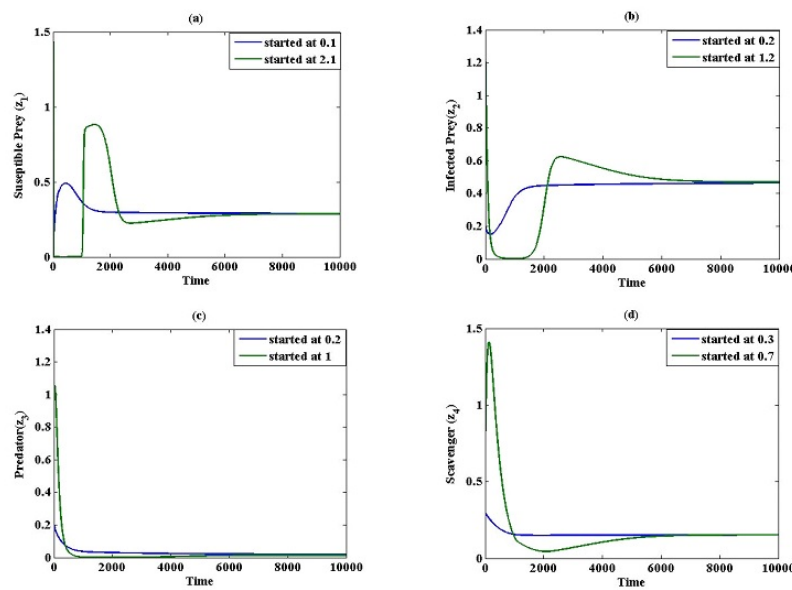 (a)
Suseptible Prey (z1)
1.5
1
0.5
0
started at 0.1
started at 2.1
0 2000 4000 6000 8000 10000
Time
(b)
Infected Prey(z2)
1.4
1.2
1
0.8
0.6
0.4
0.2
0
started at 0.2
started at 1.2
0 2000 4000 6000 8000 10000
Time
(c)
Predator(z3)
1.4
1.2
1
0.8
0.6
0.4
0.2
0
started at 0.2
started at 1
0 2000 4000 6000 8000 10000
Time
(d)
Scavenger (z4)
1.5
1
0.5
0
started at 0.3
started at 0.7
0 2000 4000 6000 8000 10000
Time